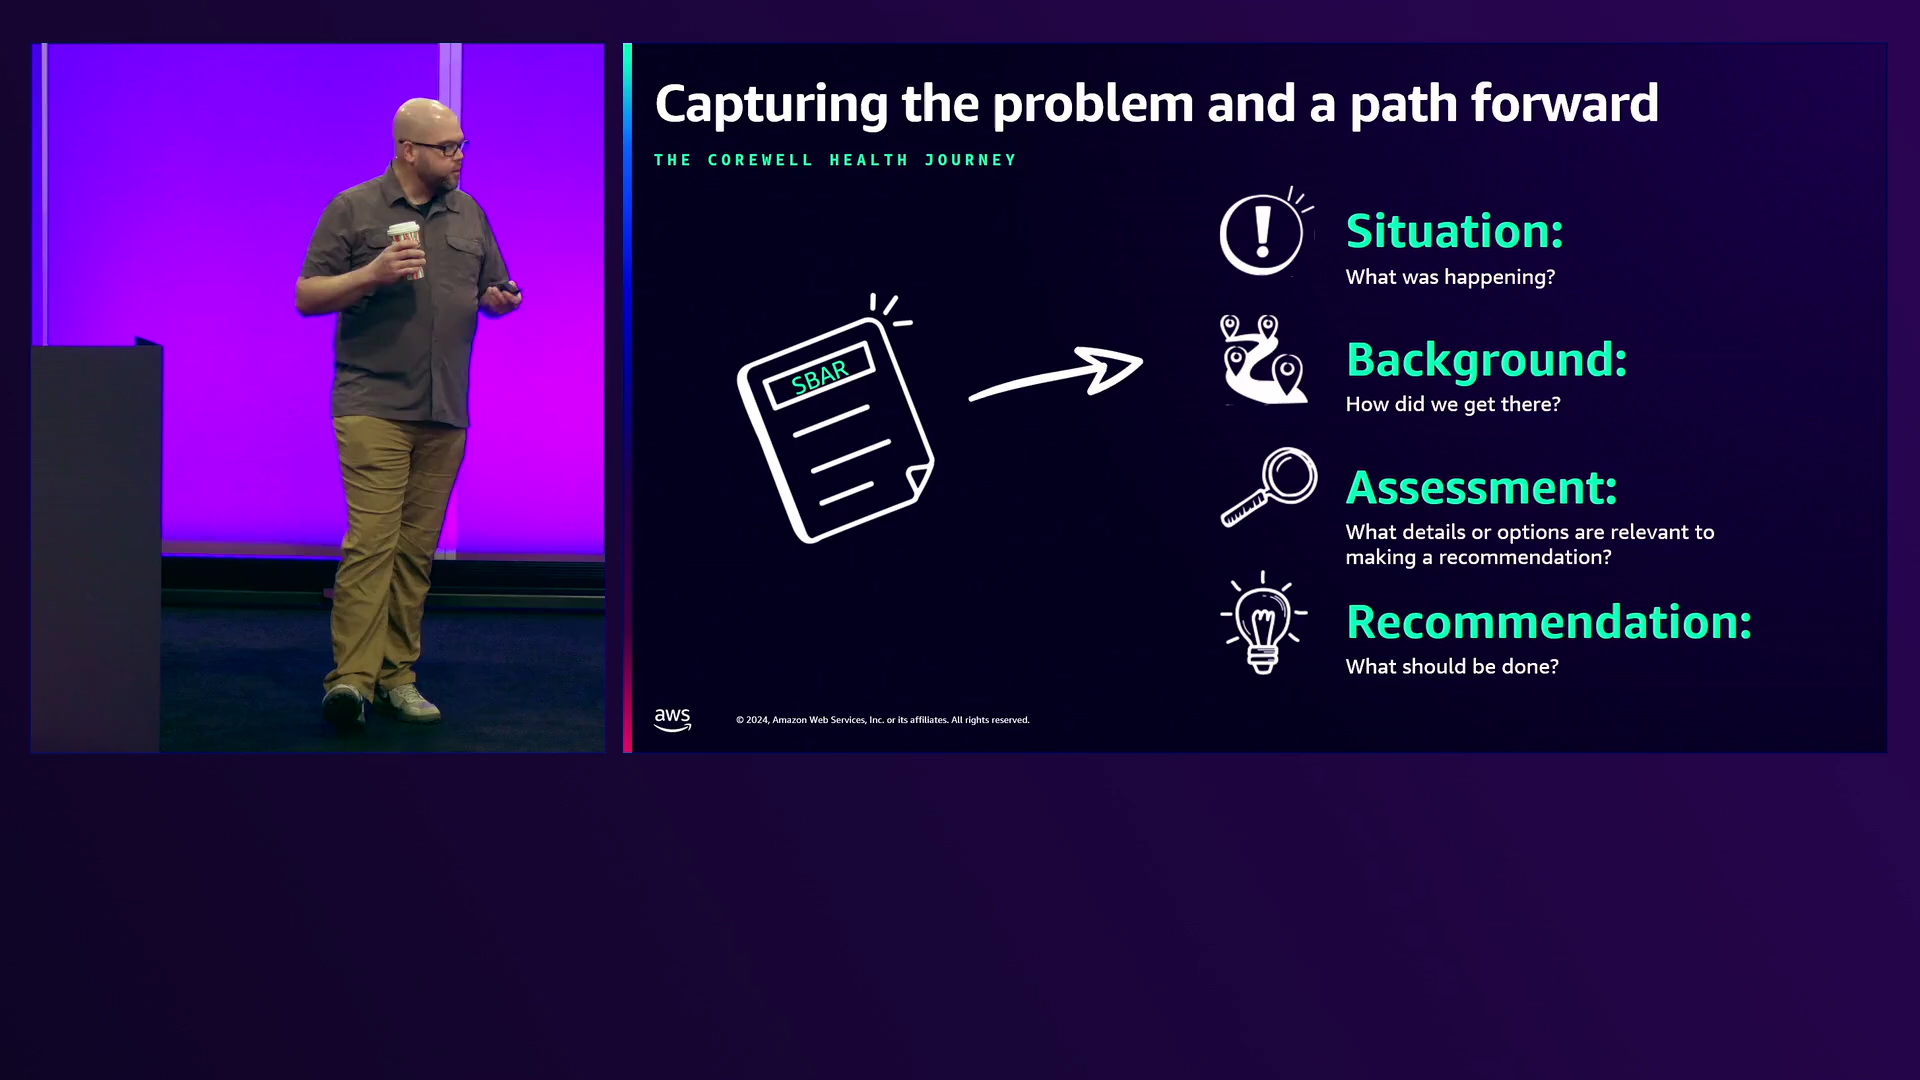 Capturing the problem and a path forward
THE COREWELL HEALTH JOURNEY
SBAR
Situation:
What was happening?
Background:
How did we get there?
Assessment:
What details or options are relevant to
making a recommendation?
Recommendation:
What should be done?
aws
© 2024, Amazon Web Services, Inc. or its affiliates. All rights reserved.